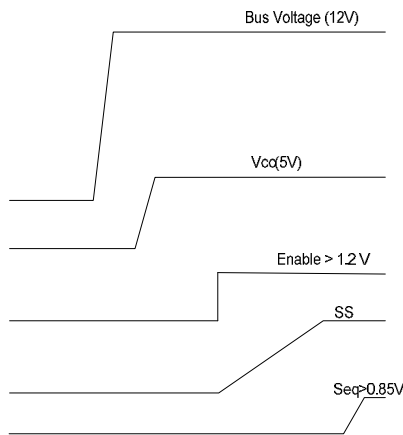 Bus Voltage (12V)
Vcc(5V)
Enable > 1.2 V
SS
Seq>0.85V